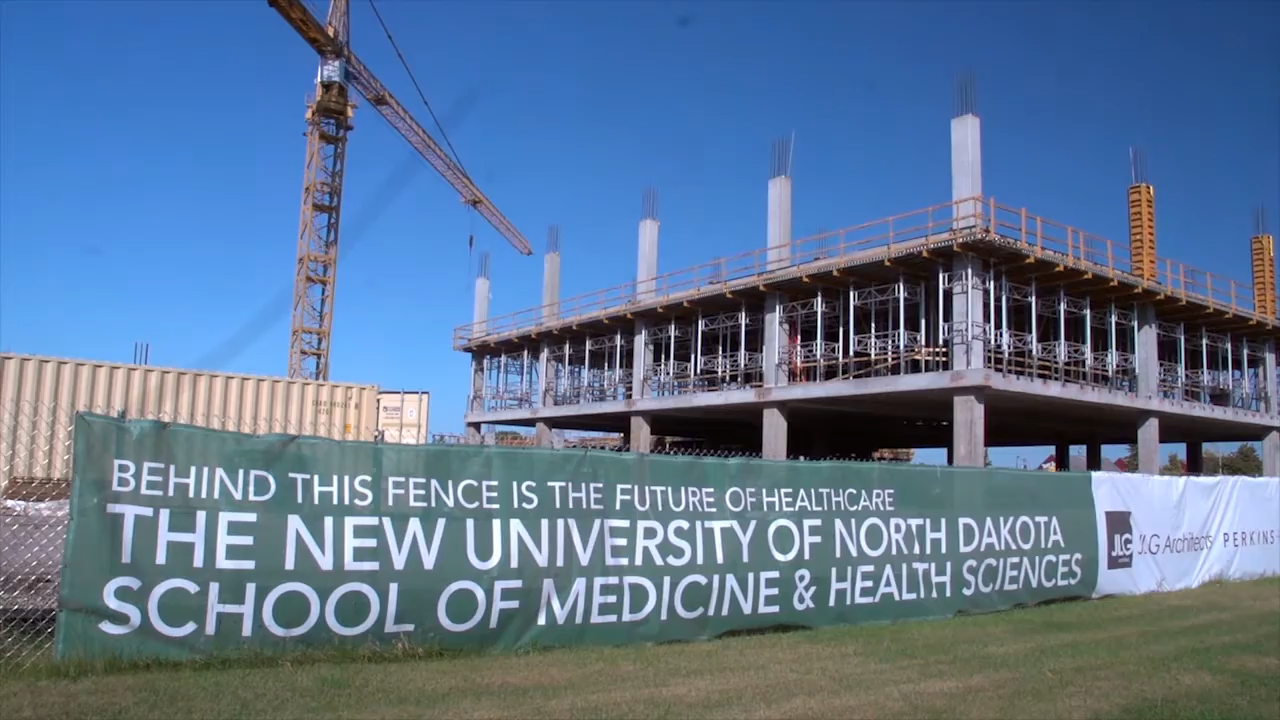 BEHIND THIS FENCE IS THE FUTURE OF HEALTHCARE
THE NEW UNIVERSITY OF NORTH DAKOTA
SCHOOL OF MEDICINE & HEALTH SCIENCES
JLG
JLG Architects
PERKINS+